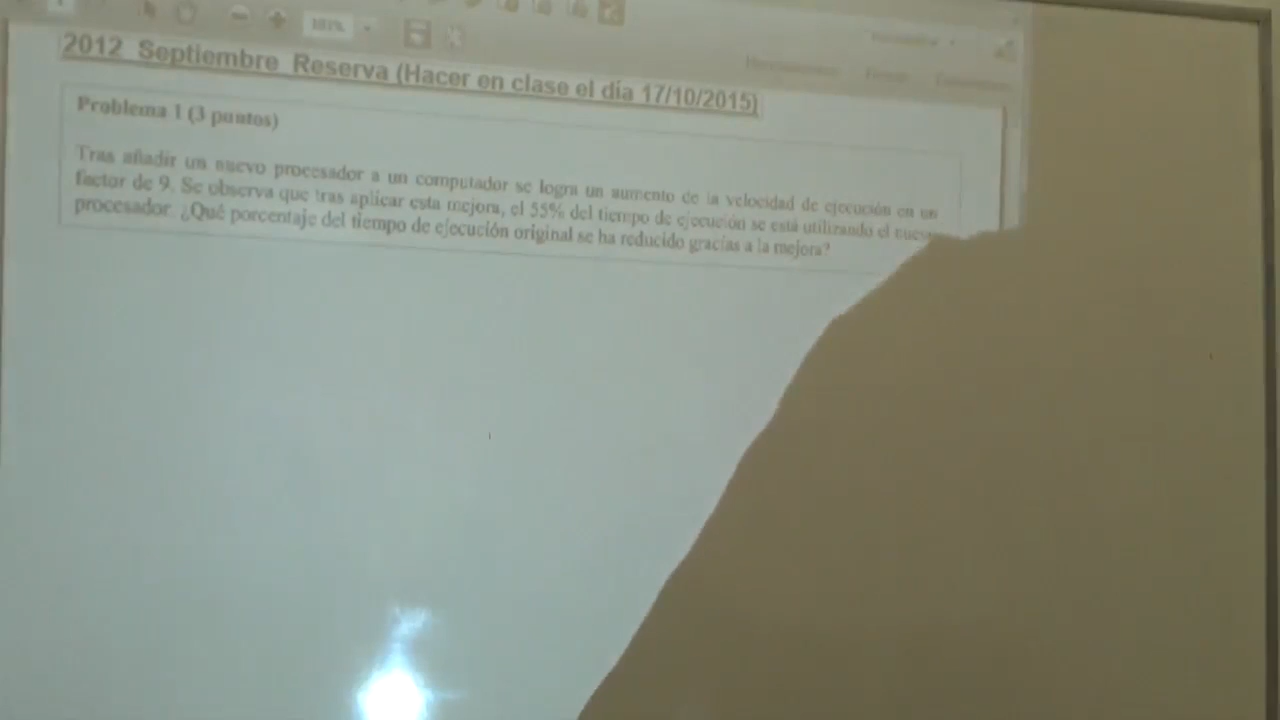 2012 Septiembre Reserva (Hacer en clase el día 17/10/2015)
Problema 1 (3 puntos)
Tras añadir un nuevo procesador a un computador se logra un aumento de la velocidad de ejecución en un
factor de 9. Se observa que tras aplicar esta mejora, el 55% del tiempo de ejecución se está utilizando el
procesador. ¿Qué porcentaje del tiempo de ejecución original se ha reducido gracias a la mejora?